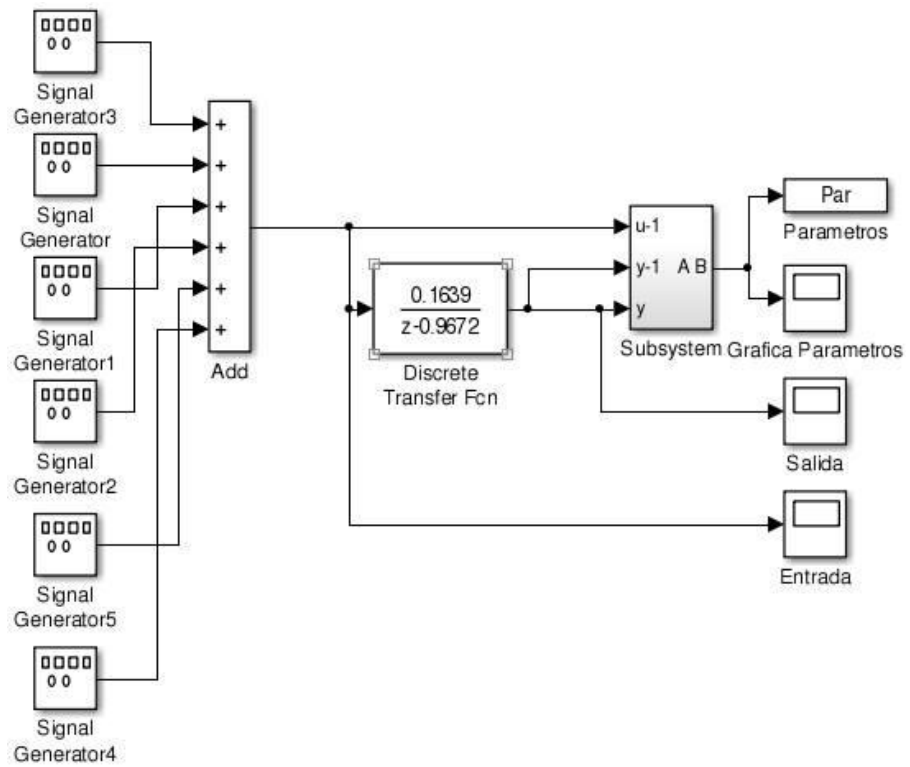 Signal
Generator3
Signal
Generator
Signal
Generator1
Signal
Generator2
Signal
Generator5
Signal
Generator4
+
+
+
+
+
+
Add
0.1639
z-0.9672
Discrete
Transfer Fcn
u-1
y-1
y
A B
Subsystem
Par
Parametros
Grafica Parametros
Salida
Entrada